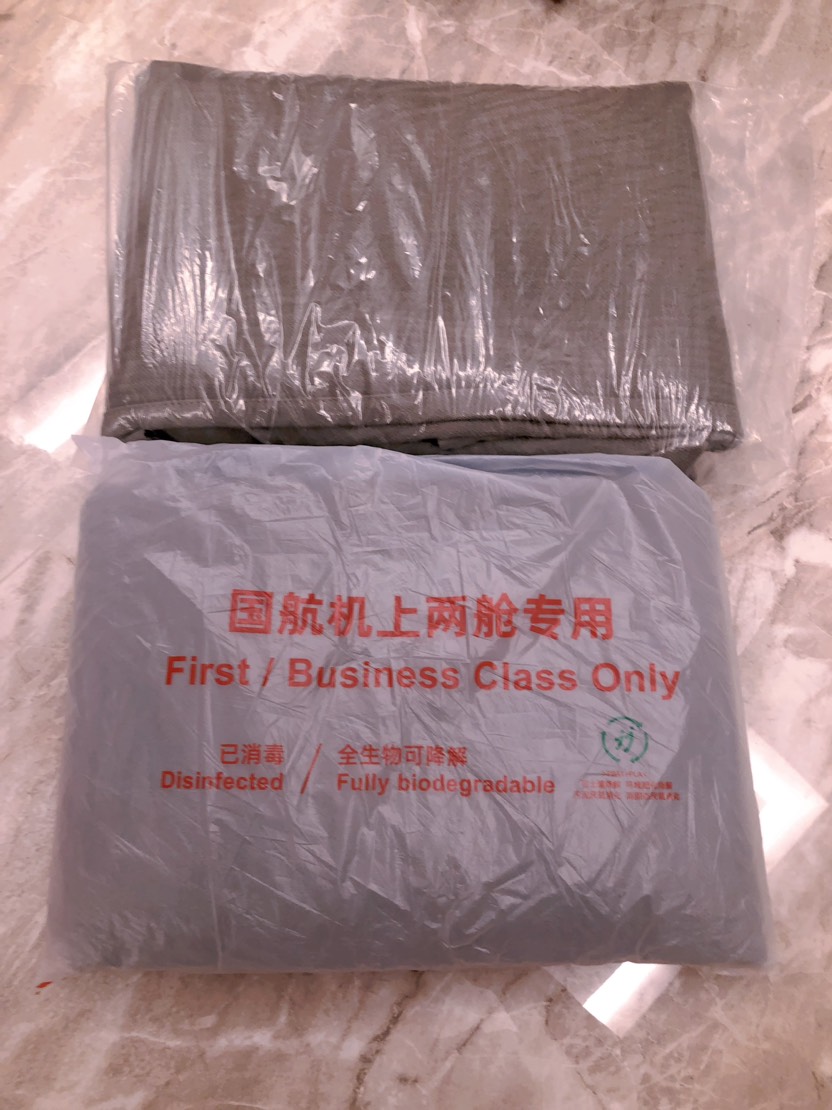 国航机上两舱专用
First / Business Class Only
已消毒 / 全生物可降解
Disinfected / Fully biodegradable